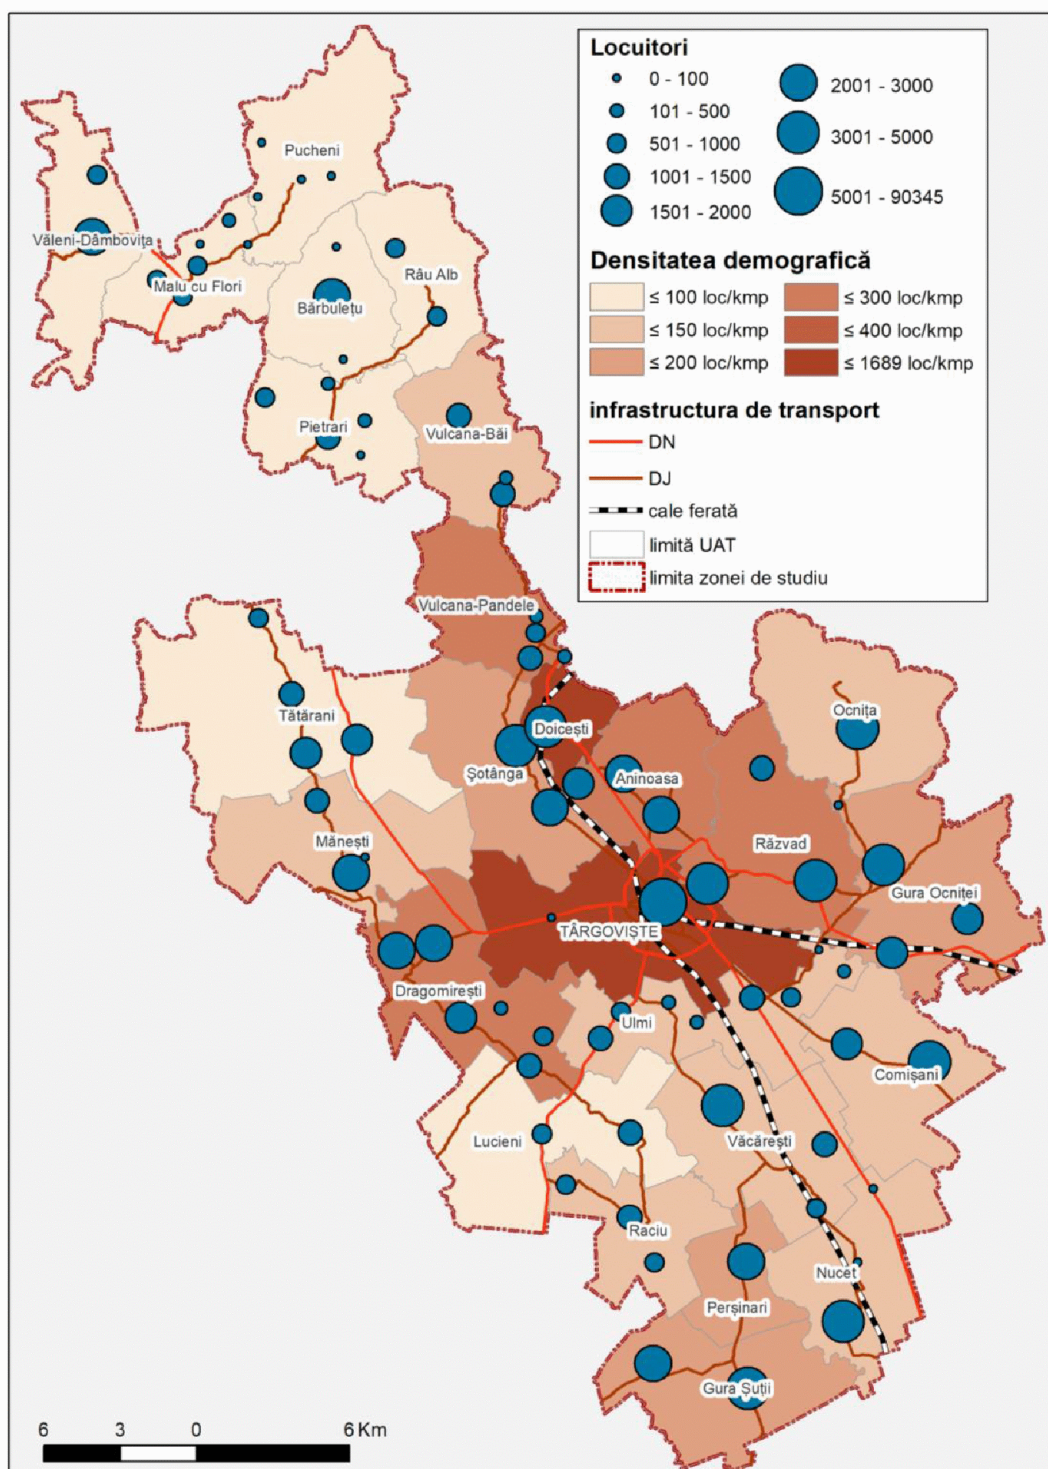 Locuitori
0 - 100
101 - 500
501 - 1000
1001 - 1500
1501 - 2000
2001 - 3000
3001 - 5000
5001 - 90345
Densitatea demografică
≤ 100 loc/kmp
≤ 150 loc/kmp
≤ 200 loc/kmp
≤ 300 loc/kmp
≤ 400 loc/kmp
≤ 1689 loc/kmp
infrastructura de transport
DN
DJ
cale ferată
limită UAT
limita zonei de studiu
Pucheni
Văleni-Dâmbovița
Malu cu Flori
Râu Alb
Bărbulețu
Pietrari
Vulcana-Băi
Vulcana-Pandele
Tătărani
Ocnița
Doicești
Șotânga
Aninoasa
Mănești
Răzvad
Gura Ocniței
TÂRGOVIȘTE
Dragomirești
Ulmi
Comișani
Lucieni
Văcărești
Raciu
Nucet
Perșinari
Gura Șuții
6 3 0 6 Km